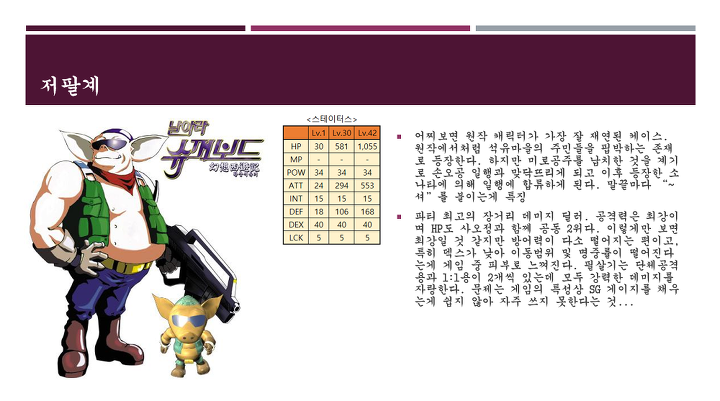 저팔계
날아라
슈퍼보드
幻想西遊記
<스테이터스>
Lv.1 Lv.30 Lv.42
HP 30 581 1,055
MP - - -
POW 34 34 34
ATT 24 294 553
INT 15 15 15
DEF 18 106 168
DEX 40 40 40
LCK 5 5 5
어찌보면 원작 캐릭터가 가장 잘 재연된 케이스.
원작에서처럼 석유마을의 주민들을 핍박하는 존재
로 등장한다. 하지만 미로공주를 납치한 것을 계기
로 손오공 일행과 맞닥뜨리게 되고 이후 등장한 소
나타에 의해 일행에 합류하게 된다. 말끝마다 “~
셔”를 붙이는게 특징
파티 최고의 장거리 데미지 딜러. 공격력은 최강이
며 HP도 사오정과 함께 공동 2위다. 이렇게만 보면
최강일 것 같지만 방어력이 다소 떨어지는 편이고,
특히 덱스가 낮아 이동범위 및 명중률이 떨어진다
는게 게임 중 피부로 느껴진다. 필살기는 단체공격
용과 1:1용이 2개씩 있는데 모두 강력한 데미지를
자랑한다. 문제는 게임의 특성상 SG 게이지를 채우
는게 쉽지 않아 자주 쓰지 못한다는 것...